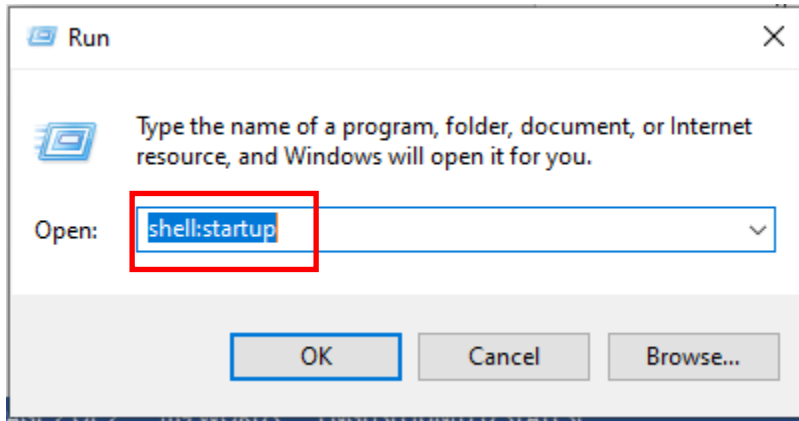 Run
Type the name of a program, folder, document, or Internet
resource, and Windows will open it for you.
Open: shell:startup
OK Cancel Browse...